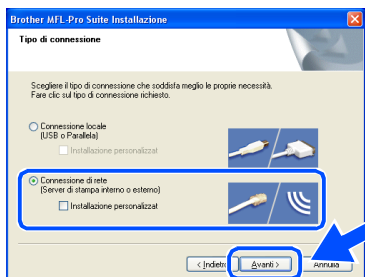 Brother MFL-Pro Suite Installazione
Tipo di connessione
Scegliere il tipo di connessione che soddisfa meglio le proprie necessità.
Fare clic sul tipo di connessione richiesto.
Connessione locale
(USB o Parallela)
Installazione personalizzat
Connessione di rete
(Server di stampa interno o esterno)
Installazione personalizzat
< Indietro Avanti > Annulla